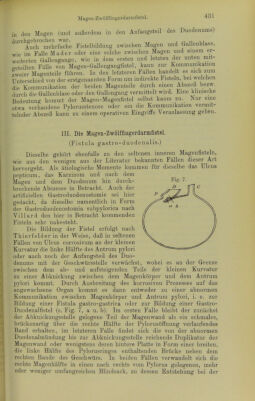 Magen-Zwölffingerdarmfistel. 431
in den Magen (und außerdem in den Anfangsteil des Duodenums)
durchgebrochen war.
Auch mehrfache Fistelbildung zwischen Magen und Gallenblase,
wie im Falle Mader oder eine solche zwischen Magen und einem er-
weiterten Gallengange, wie in dem ersten und letzten der unten mit-
geteilten Fälle von Magen-Gallengangfistel, kann zur Kommunikation
zweier Magenteile führen. In den letzteren Fällen handelt es sich zum
Unterschied von der erstgenannten Form um indirekten Fisteln, bei welchen
die Kommunikation der beiden Magenteile durch einen Abszeß bezw.
durch die Gallenblase oder den Gallengang vermittelt wird. Eine klinische
Bedeutung kommt der Magen-Magenfistel selbst kaum zu. Nur eine
etwa vorhandene Pylorusstenose oder ein die Kommunikation vermit-
telnder Abszeß kann zu einem operativen Eingriffe Veranlassung geben.
III. Die Magen-Zwölffingerdarmfistel.
(Fistula gastro-duodenalis.)
Dieselbe gehört ebenfalls zu den seltenen inneren Magenfisteln,
wie aus den wenigen aus der Literatur bekannten Fällen dieser Art
hervorgeht. Als ätiologische Momente kommen für dieselbe das Ulcus
pepticum, das Karzinom und nach dem
Magen und dem Duodenum hin durch-
brechende Abszesse in Betracht. Auch der
artifiziellen Gastroduodenostomie sei hier
gedacht, da dieselbe namentlich in Form
der Gastroduodenostomia subpylorica nach
Villard den hier in Betracht kommenden
Fisteln sehr nahesteht.
Fig. 7.
Die Bildung der Fistel erfolgt nach
Thierfelder in der Weise, daß in seltenen
Fällen von Ulcus corrosivum an der kleinen
Kurvatur die linke Hälfte des Antrum pylori
oder auch noch der Anfangsteil des Duo-
denums mit der Geschwürsstelle verwächst, wobei es an der Grenze
zwischen dem ab- und aufsteigenden Teile der kleinen Kurvatur
zu einer Abknickung zwischen dem Magenkörper und dem Antrum
pylori kommt. Durch Ausbreitung des korrosiven Prozesses auf das
angewachsene Organ kommt es dann entweder zu einer abnormen
Kommunikation zwischen Magenkörper und Antrum pylori, i. e. zur
Bildung einer Fistula gastro-gastrica oder zur Bildung einer Gastro-
Duodenalfistel (s. Fig. 7, a u. b). Im ersten Falle bleibt der zunächst
der Abknickungsstelle gelegene Teil der Magenwand als ein schmales,
brückenartig über die rechte Hälfte der Pylorusöffnung verlaufendes
Band erhalten, im letzteren Falle findet sich die von der abnormen
Duodenalmündung bis zur Abknickungsstelle reichende Duplikatur der
Magenwand oder wenigstens deren hintere Platte in Form einer breiten,
die linke Hälfte des Pylorusringes enthaltenden Brücke neben dem
rechten Rande des Geschwürs. In beiden Fällen verwandelt sich die
rechte Magenhälfte in einen nach rechts vom Pylorus gelegenen, mehr
oder weniger umfangreichen Blindsack, zu dessen Entstehung bei der